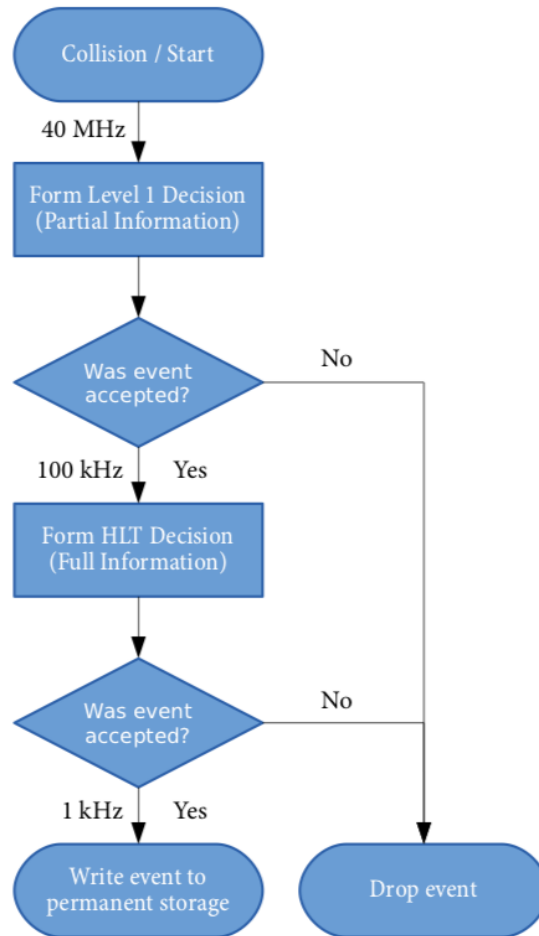 Collision / Start
40 MHz
Form Level 1 Decision
(Partial Information)
Was event
accepted?
No
100 kHz
Yes
Form HLT Decision
(Full Information)
Was event
accepted?
No
1 kHz
Yes
Write event to
permanent storage
Drop event